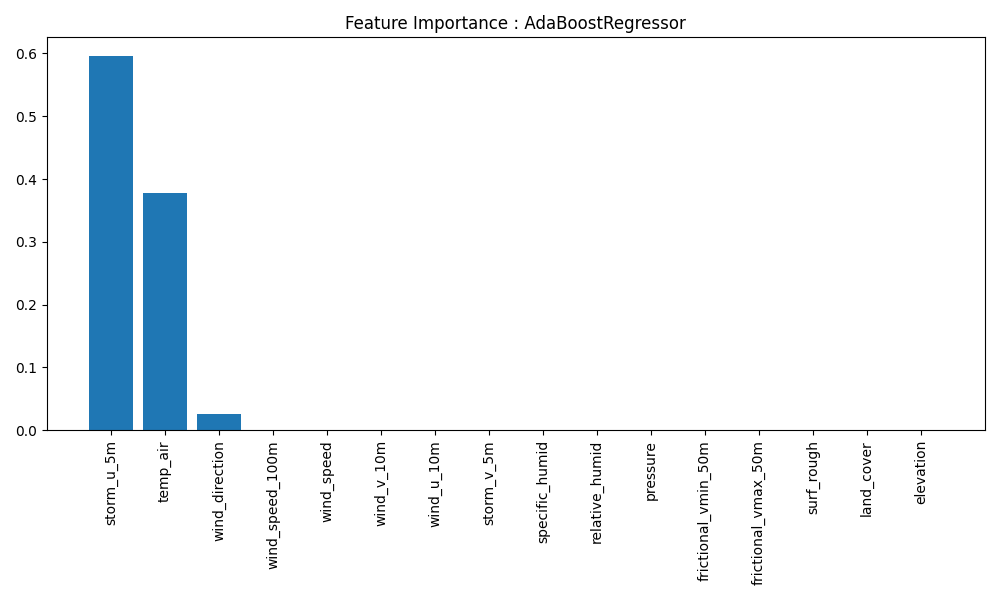 Feature Importance : AdaBoostRegressor
0.6
0.5
0.4
0.3
0.2
0.1
0.0
storm_u_5m
temp_air
wind_direction
wind_speed_100m
wind_speed
wind_v_10m
wind_u_10m
storm_v_5m
specific_humid
relative_humid
pressure
frictional_vmin_50m
frictional_vmax_50m
surf_rough
land_cover
elevation